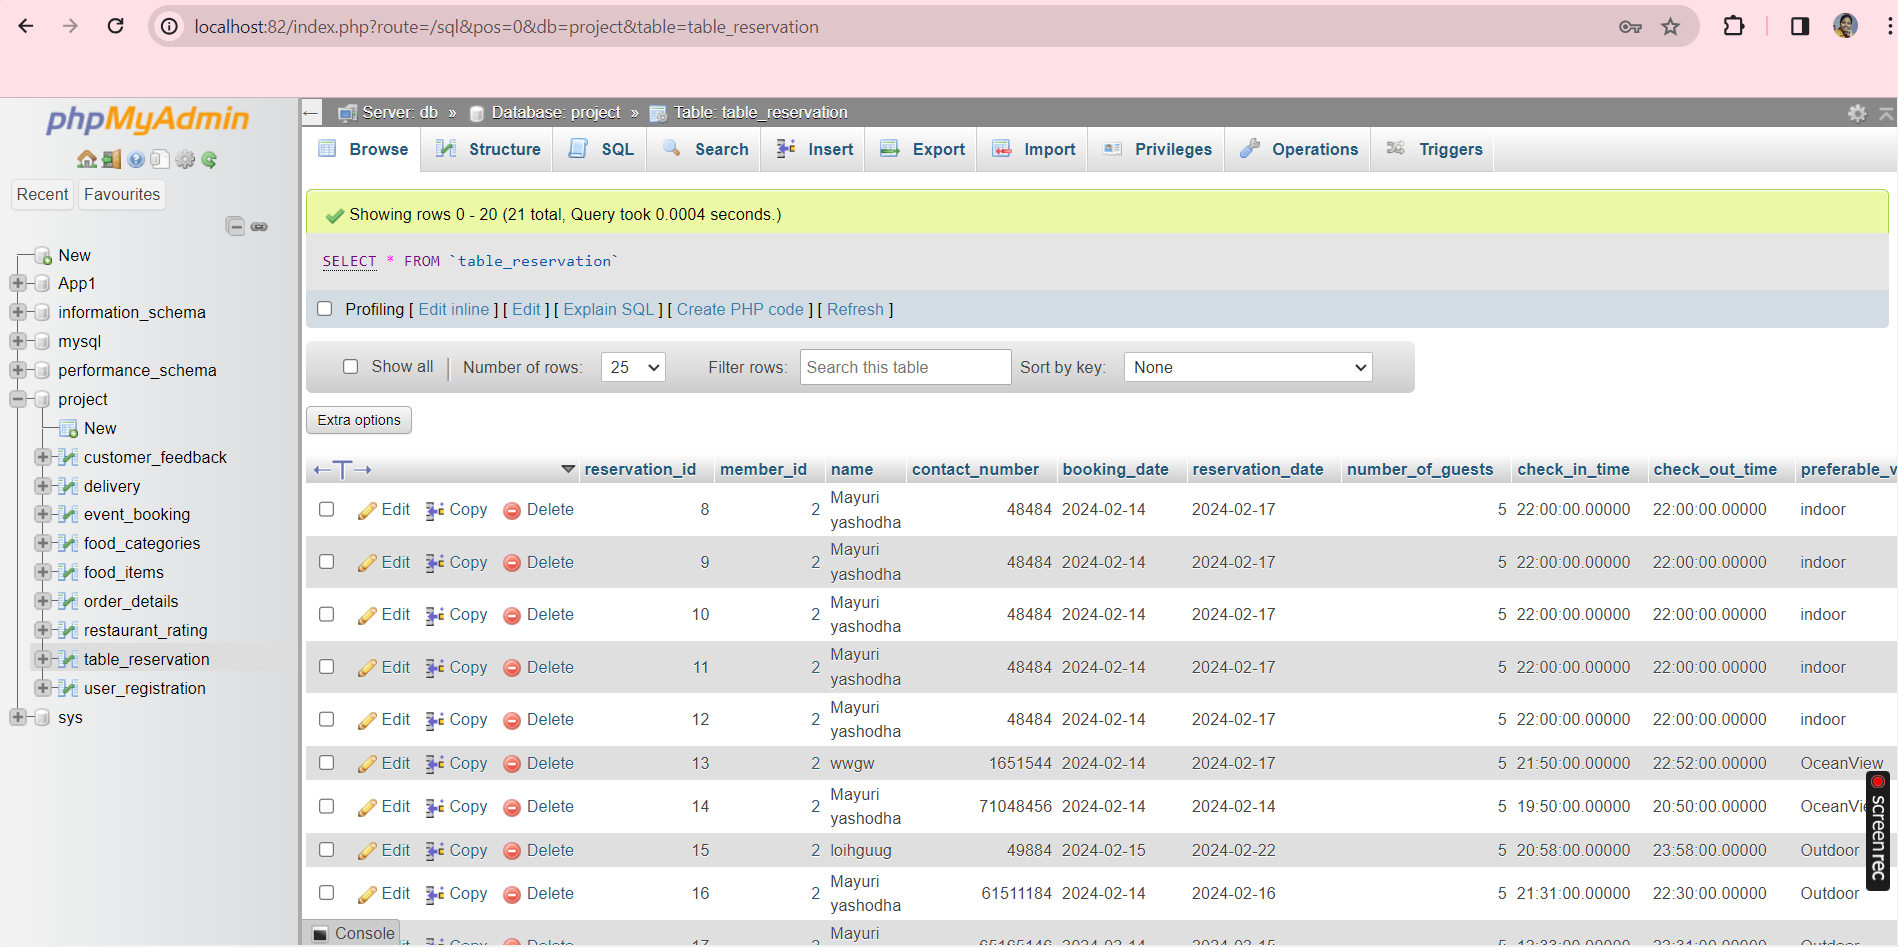 localhost:82/index.php?route=/sql&pos=0&db=project&table=table_reservation
phpMyAdmin
Recent Favourites
New
App1
information_schema
mysql
performance_schema
project
New
customer_feedback
delivery
event_booking
food_categories
food_items
order_details
restaurant_rating
table_reservation
user_registration
sys
Server: db » Database: project » Table: table_reservation
Browse Structure SQL Search Insert Export Import Privileges Operations Triggers
Showing rows 0 - 20 (21 total, Query took 0.0004 seconds.)
SELECT * FROM `table_reservation`
Profiling [ Edit inline ] [ Edit ] [ Explain SQL ] [ Create PHP code ] [ Refresh ]
Show all Number of rows: 25 Filter rows: Search this table Sort by key: None
Extra options
←T→ reservation_id member_id name contact_number booking_date reservation_date number_of_guests check_in_time check_out_time preferable_v
Edit Copy Delete 8 2 Mayuri yashodha 48484 2024-02-14 2024-02-17 5 22:00:00.00000 22:00:00.00000 indoor
Edit Copy Delete 9 2 Mayuri yashodha 48484 2024-02-14 2024-02-17 5 22:00:00.00000 22:00:00.00000 indoor
Edit Copy Delete 10 2 Mayuri yashodha 48484 2024-02-14 2024-02-17 5 22:00:00.00000 22:00:00.00000 indoor
Edit Copy Delete 11 2 Mayuri yashodha 48484 2024-02-14 2024-02-17 5 22:00:00.00000 22:00:00.00000 indoor
Edit Copy Delete 12 2 Mayuri yashodha 48484 2024-02-14 2024-02-17 5 22:00:00.00000 22:00:00.00000 indoor
Edit Copy Delete 13 2 wwgw 1651544 2024-02-14 2024-02-17 5 21:50:00.00000 22:52:00.00000 OceanView
Edit Copy Delete 14 2 Mayuri yashodha 71048456 2024-02-14 2024-02-14 5 19:50:00.00000 20:50:00.00000 OceanVie
Edit Copy Delete 15 2 loihguug 49884 2024-02-15 2024-02-22 5 20:58:00.00000 23:58:00.00000 Outdoor
Edit Copy Delete 16 2 Mayuri yashodha 61511184 2024-02-14 2024-02-16 5 21:31:00.00000 22:30:00.00000 Outdoor
Mayuri
Console
screenrec